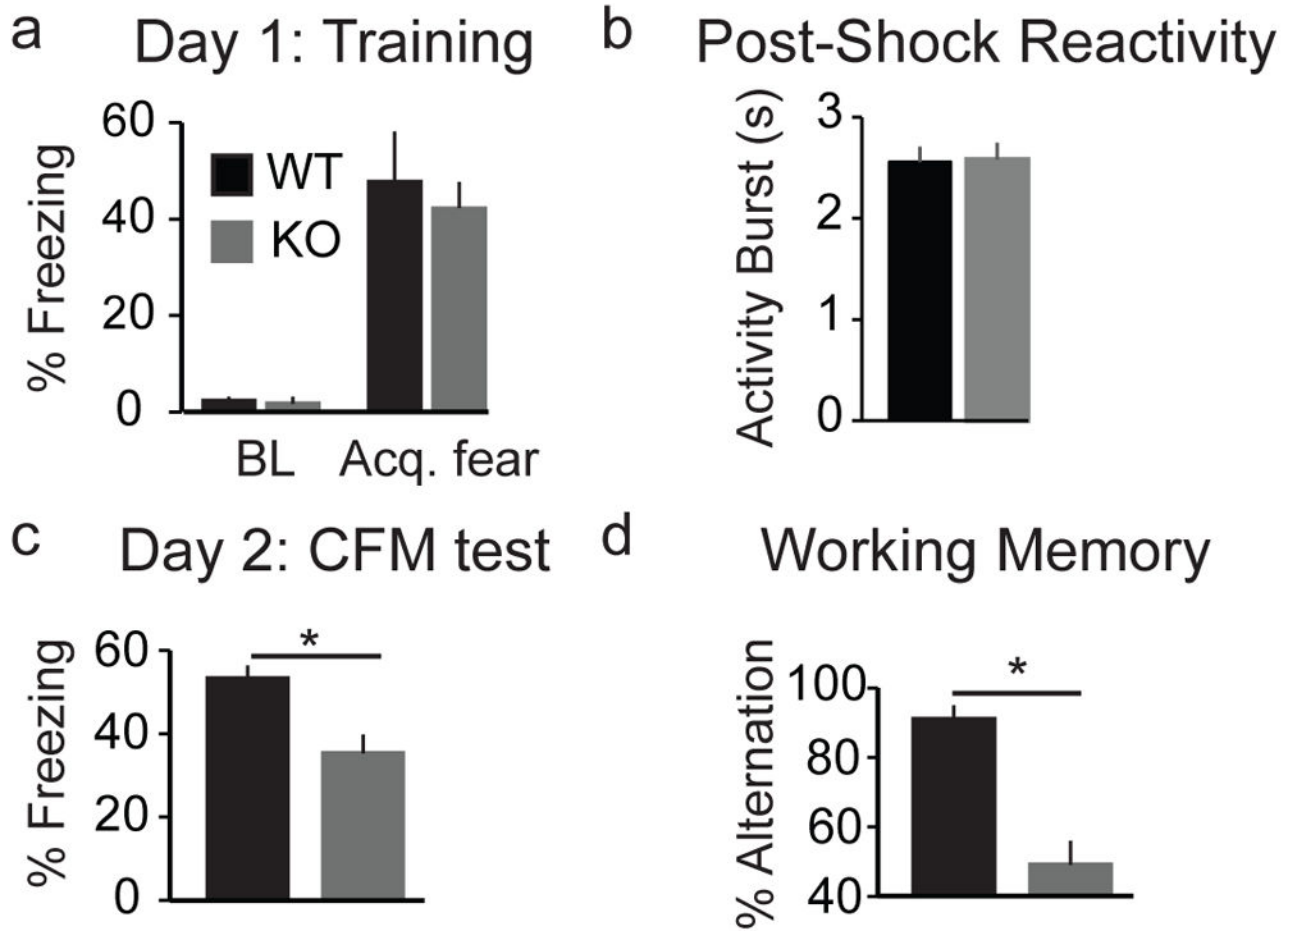 a Day 1: Training
% Freezing
60
40
20
0
WT
KO
BL Acq. fear
b Post-Shock Reactivity
Activity Burst (s)
3
2
1
0
c Day 2: CFM test
% Freezing
60
40
20
0
*
d Working Memory
% Alternation
100
80
60
40
*